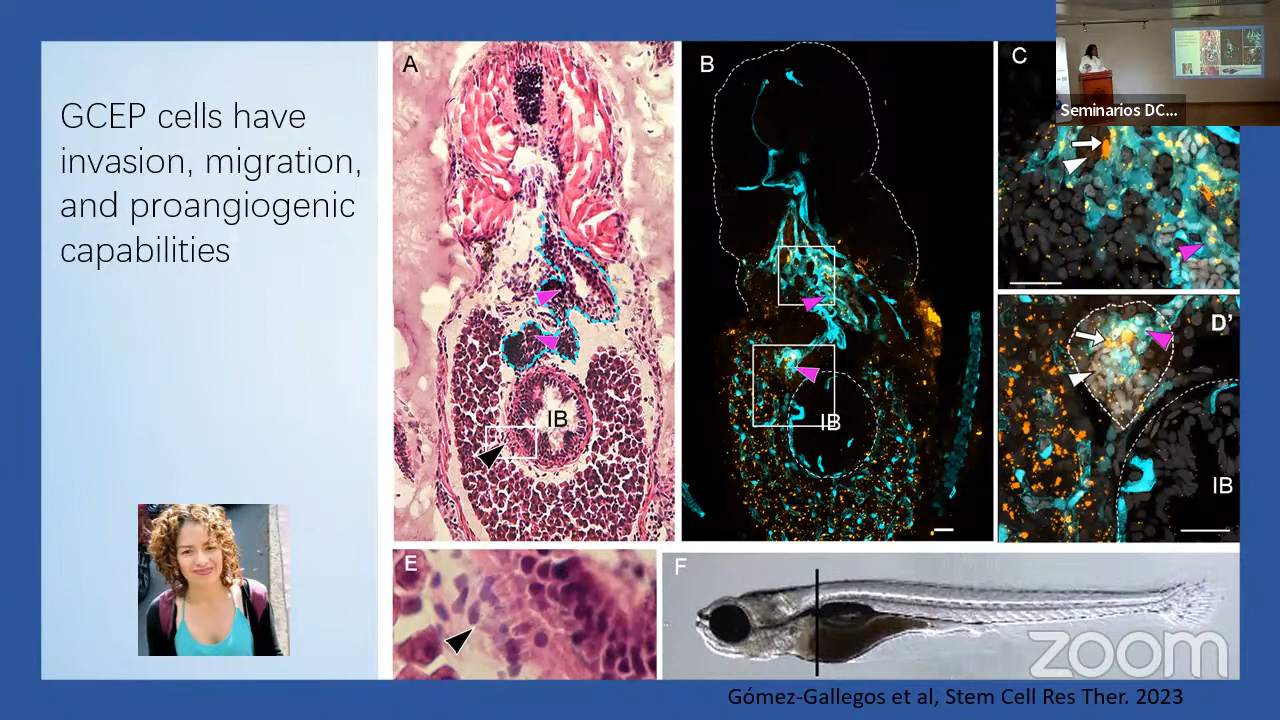 GCEP cells have
invasion, migration,
and proangiogenic
capabilities
A
B
C
Seminarios DC...
D'
IB
IB
IB
E
F
zoom
Gómez-Gallegos et al, Stem Cell Res Ther. 2023